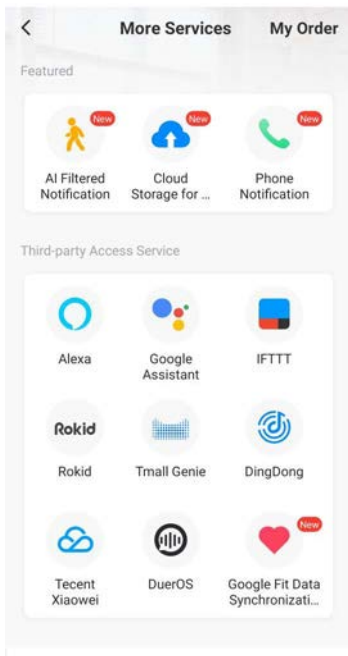 More Services My Order
Featured
New New New
AI Filtered Cloud Phone
Notification Storage for ... Notification
Third-party Access Service
Alexa Google IFTTT
Assistant
Rokid
Rokid Tmall Genie DingDong
New
Tecent DuerOS Google Fit Data
Xiaowei Synchronizati...